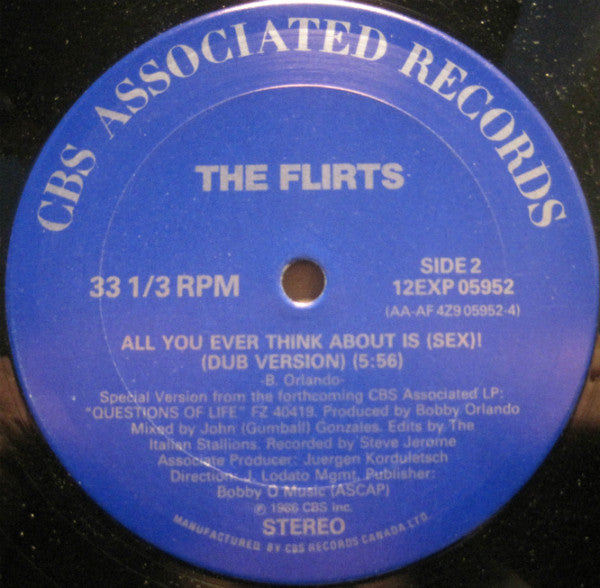 CBS ASSOCIATED RECORDS
THE FLIRTS
33 1/3 RPM
SIDE 2
12EXP 05952
(AA-AF 4Z9 05952-4)
ALL YOU EVER THINK ABOUT IS (SEX)!
(DUB VERSION) (5:56)
-B. Orlando-
Special Version from the forthcoming CBS Associated LP:
"QUESTIONS OF LIFE" FZ 40419. Produced by Bobby Orlando
Mixed by John (Gumball) Gonzales. Edits by The
Italian Stallions. Recorded by Steve Jerome
Associate Producer: Juergen Korduletsch
Direction: J. Lodato Mgmt. Publisher:
Bobby O Music (ASCAP)
℗ 1986 CBS Inc.
STEREO
MANUFACTURED BY CBS RECORDS CANADA LTD.